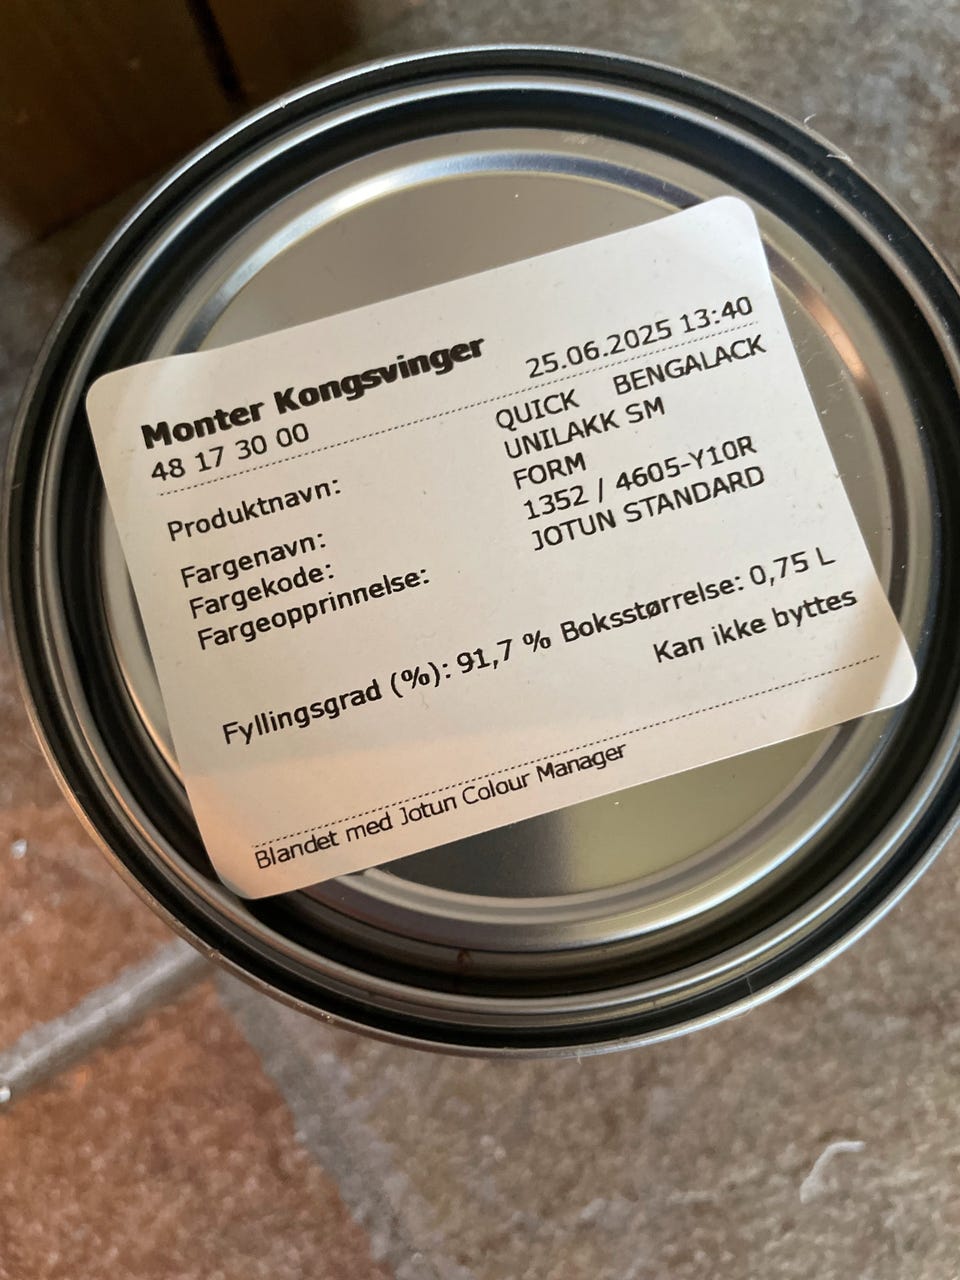 Monter Kongsvinger
48 17 30 00 25.06.2025 13:40
Produktnavn: QUICK BENGALACK
UNILAKK SM
Fargenavn: FORM
Fargekode: 1352 / 4605-Y10R
Fargeopprinnelse: JOTUN STANDARD
Fyllingsgrad (%): 91,7 % Boksstørrelse: 0,75 L
Kan ikke byttes
Blandet med Jotun Colour Manager